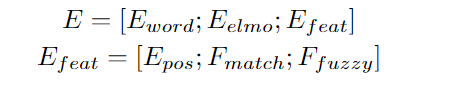 E = [E_{word}; E_{elmo}; E_{feat}]
E_{feat} = [E_{pos}; F_{match}; F_{fuzzy}]